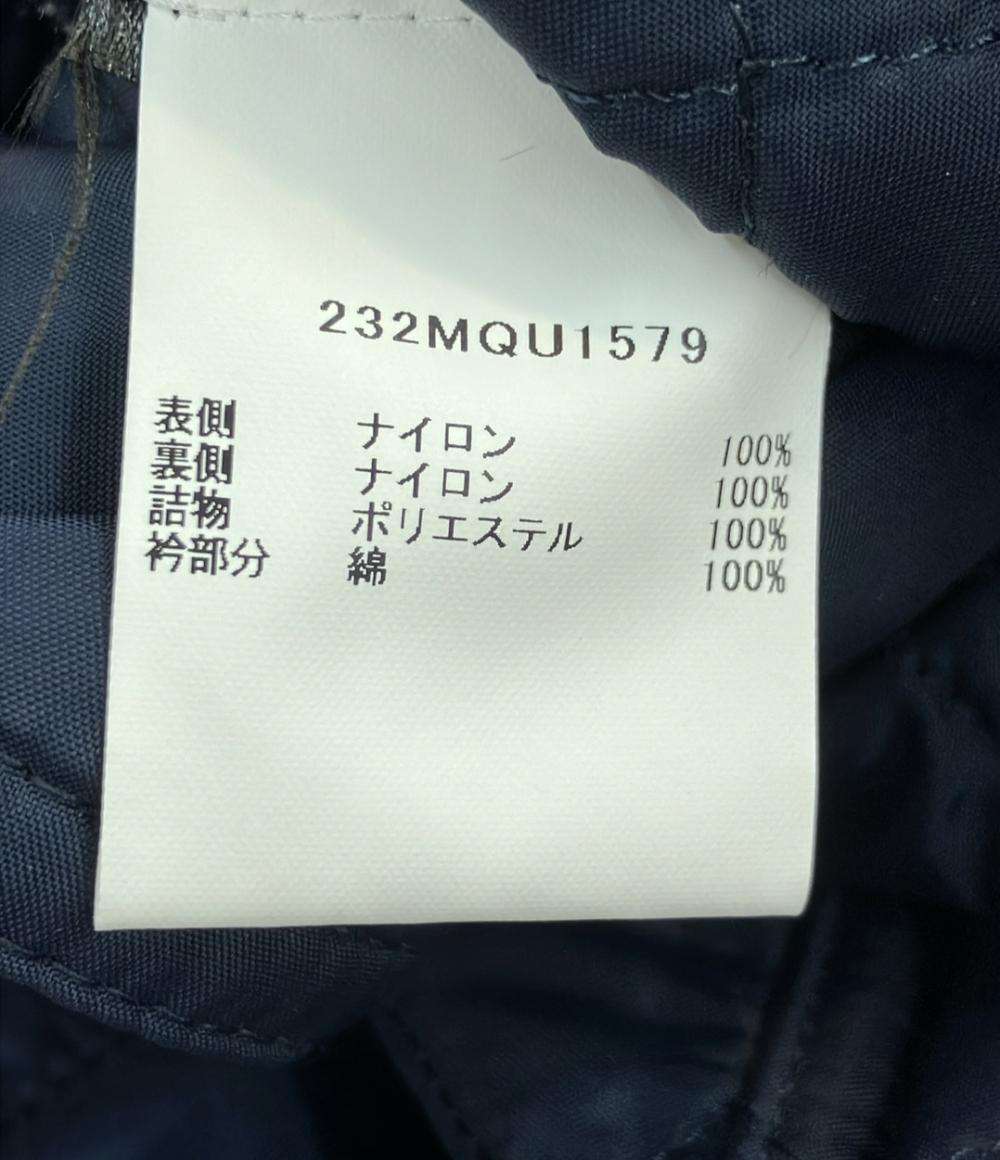 232MQU1579
表側 ナイロン 100%
裏側 ナイロン 100%
詰物 ポリエステル 100%
衿部分 綿 100%